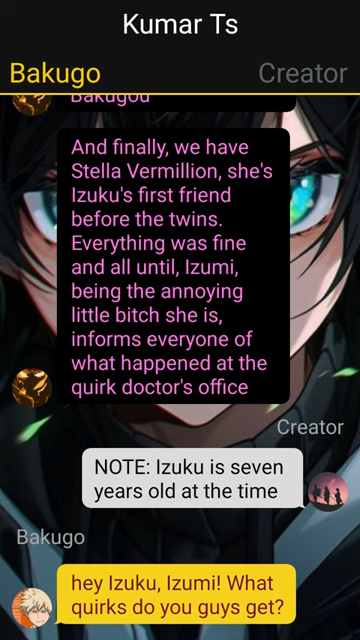 Kumar Ts
Bakugo
Creator
Bakugou
And finally, we have
Stella Vermillion, she's
Izuku's first friend
before the twins.
Everything was fine
and all until, Izumi,
being the annoying
little bitch she is,
informs everyone of
what happened at the
quirk doctor's office
Creator
NOTE: Izuku is seven
years old at the time
Bakugo
hey Izuku, Izumi! What
quirks do you guys get?